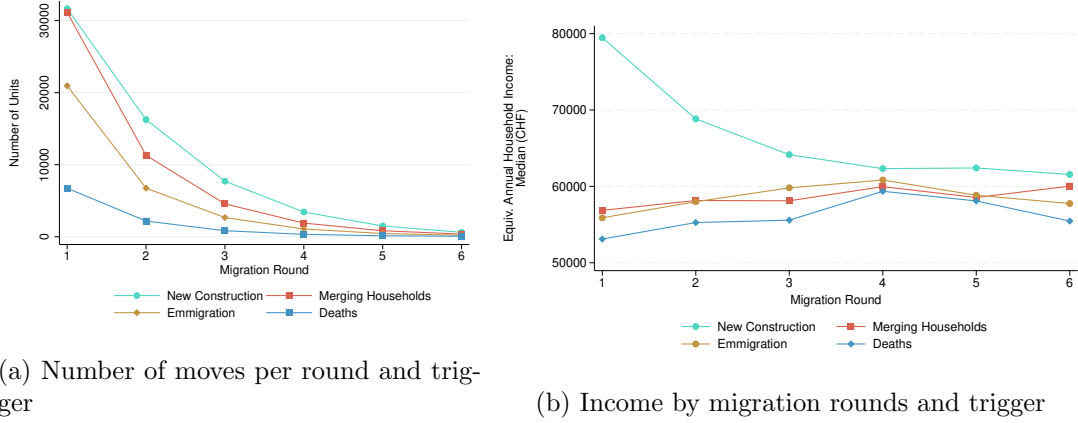 Number of Units
30000
20000
10000
0
1 2 3 4 5 6
Migration Round
New Construction Merging Households
Emmigration Deaths
(a) Number of moves per round and trig-
ger
Equiv. Annual Household Income:
Median (CHF)
80000
70000
60000
50000
1 2 3 4 5 6
Migration Round
New Construction Merging Households
Emmigration Deaths
(b) Income by migration rounds and trigger